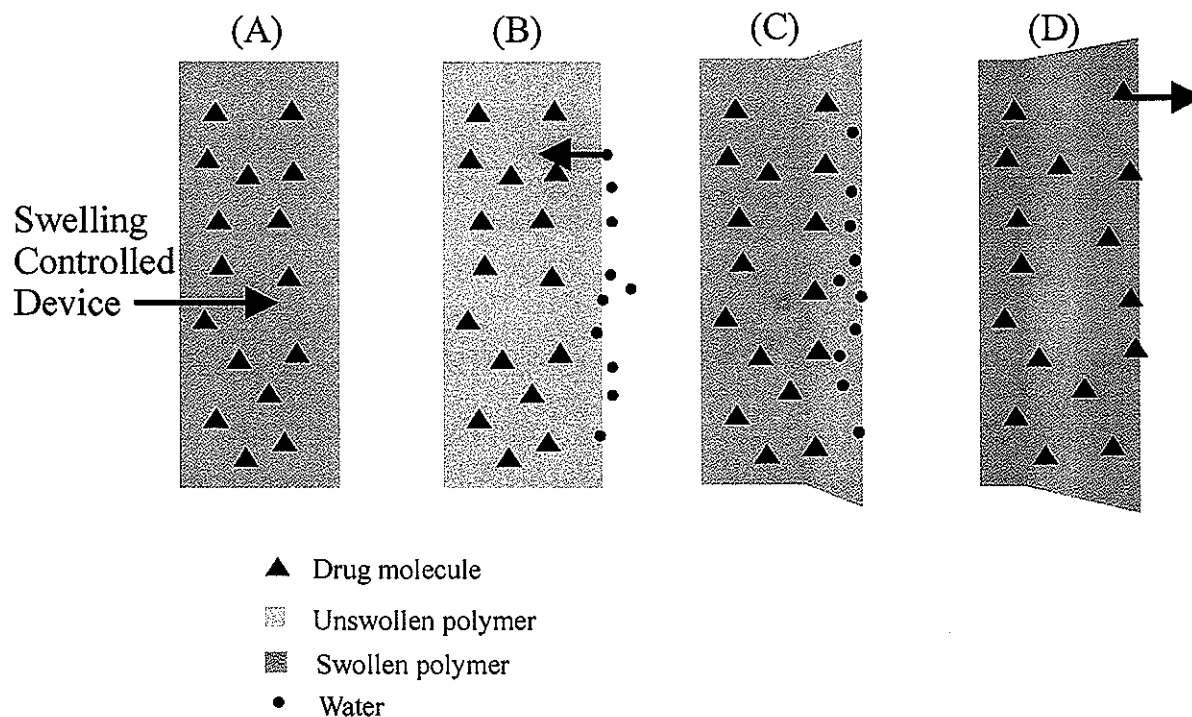 (A)
(B)
(C)
(D)
Swelling
Controlled
Device
Drug molecule
Unswollen polymer
Swollen polymer
Water